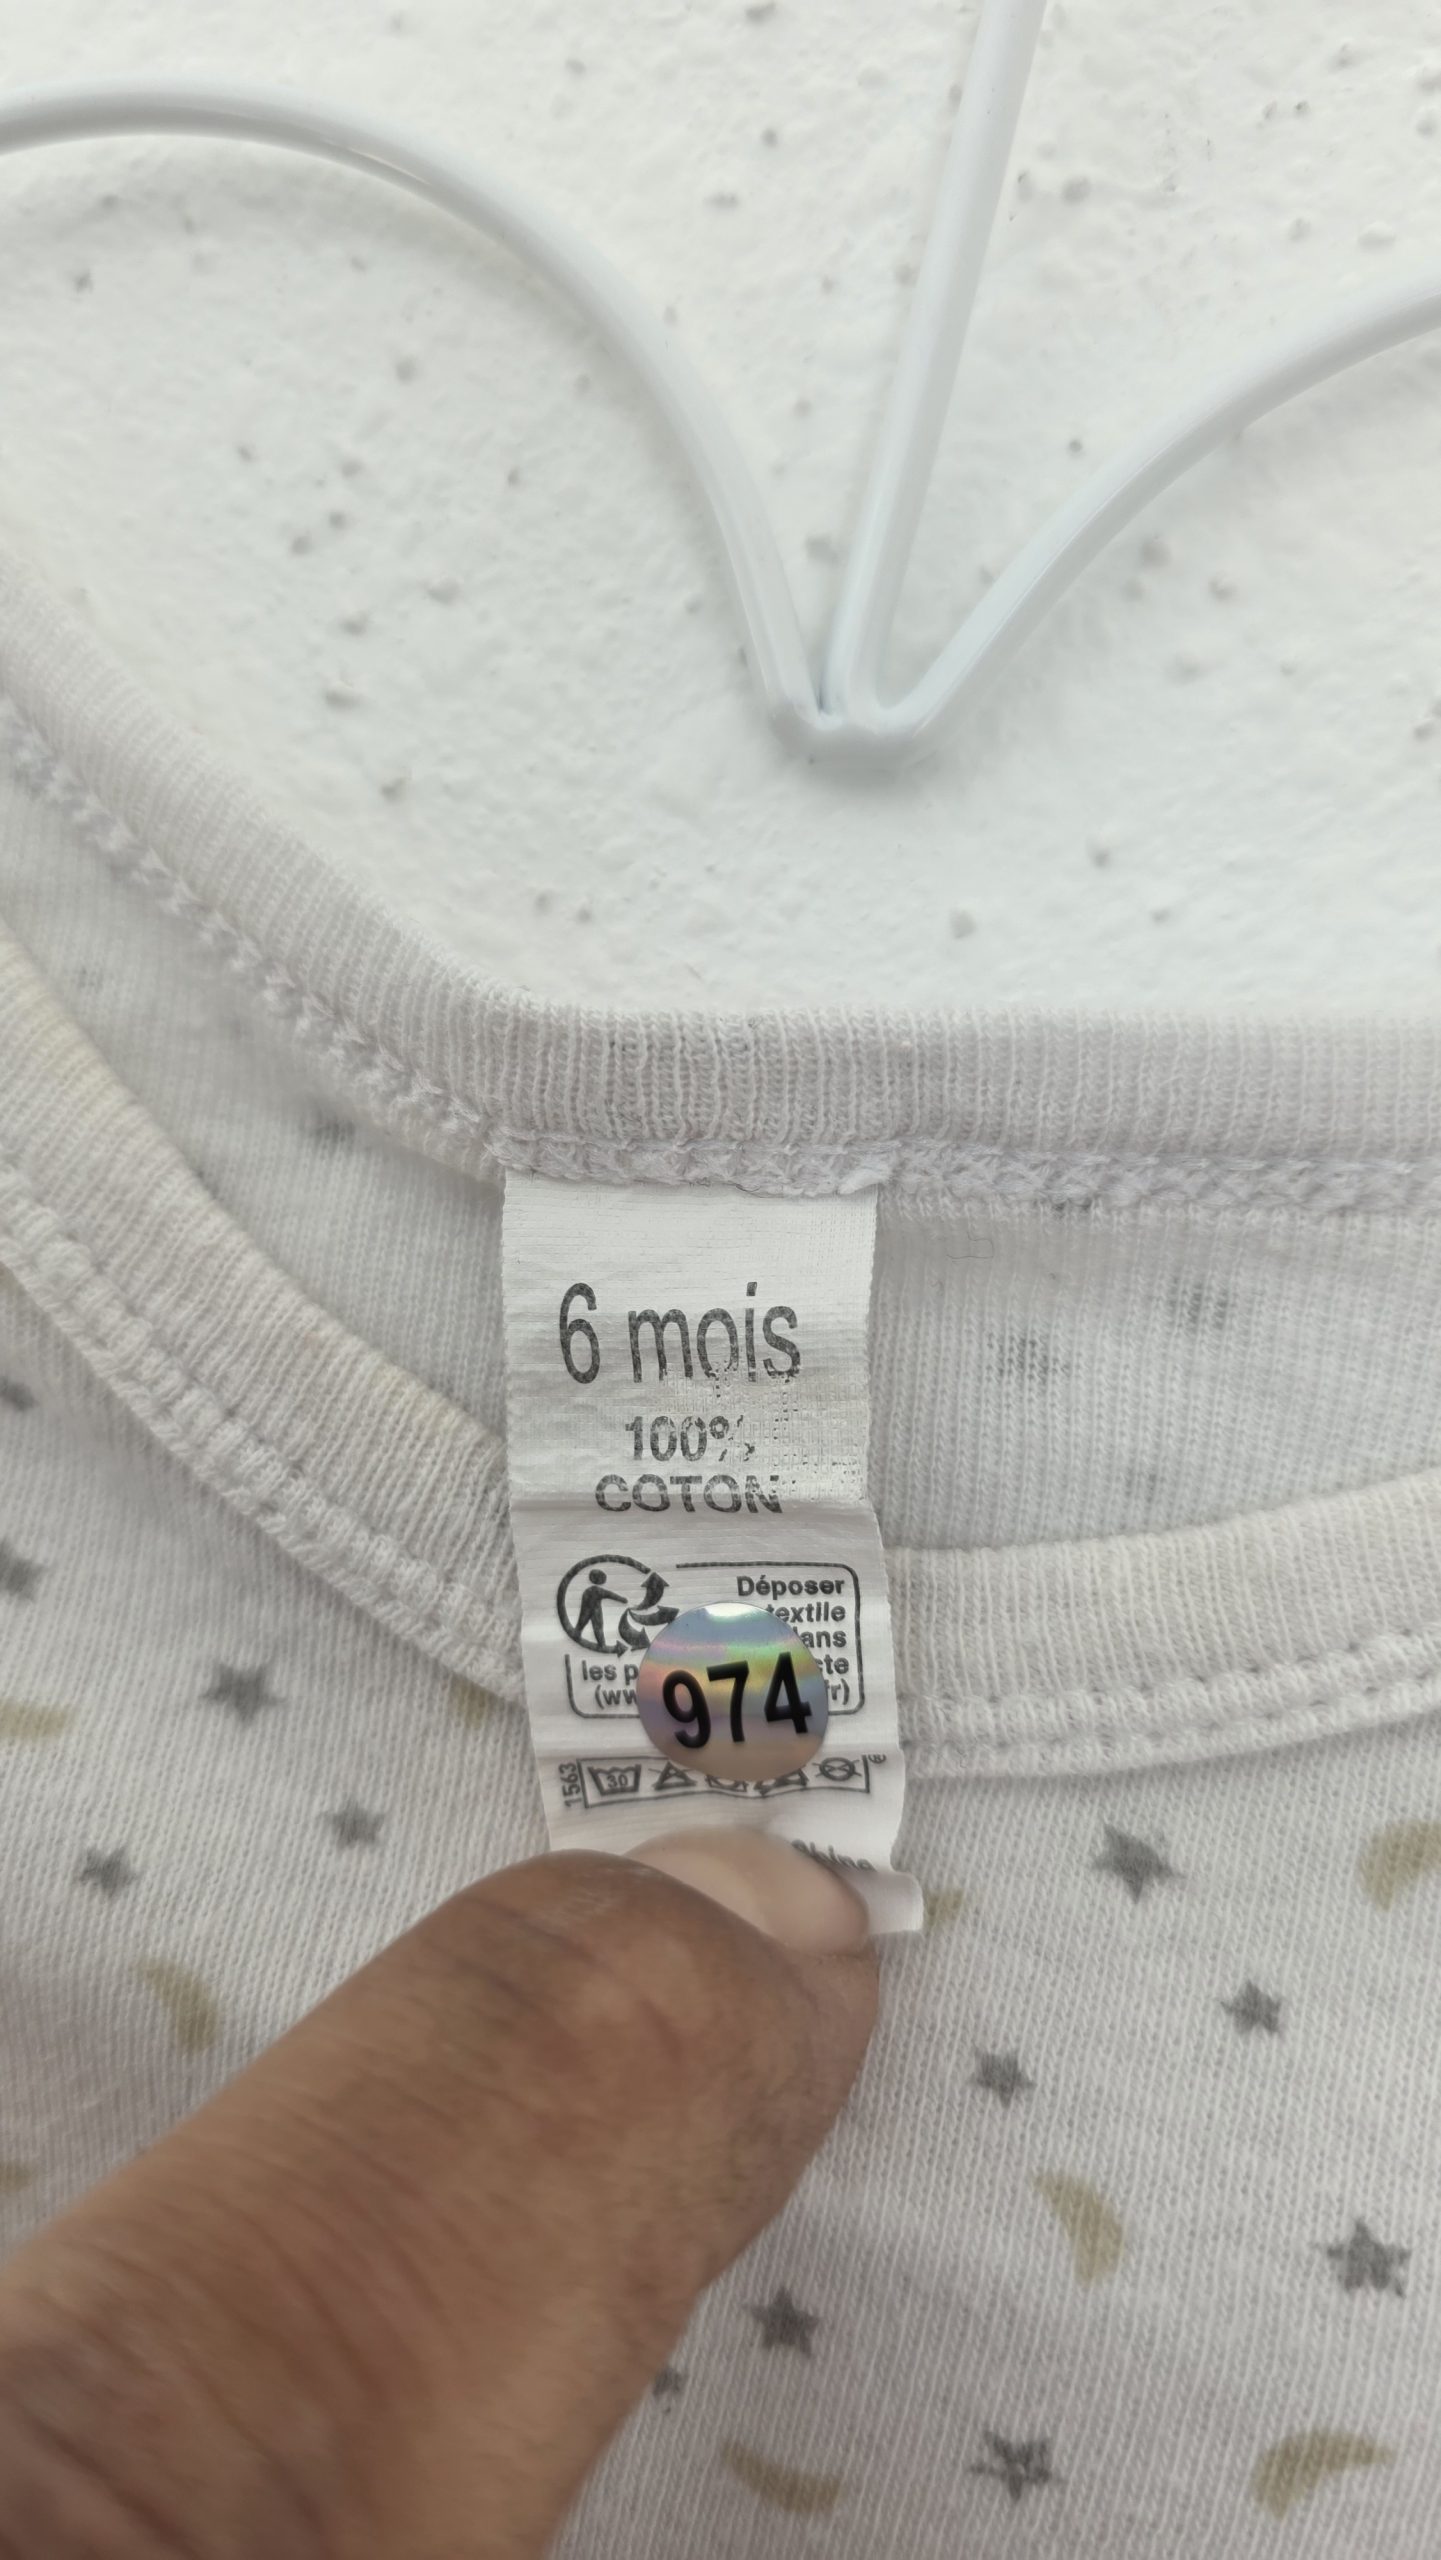 6 mois
100%
COTON
Déposer
textile
les
974
1563
30